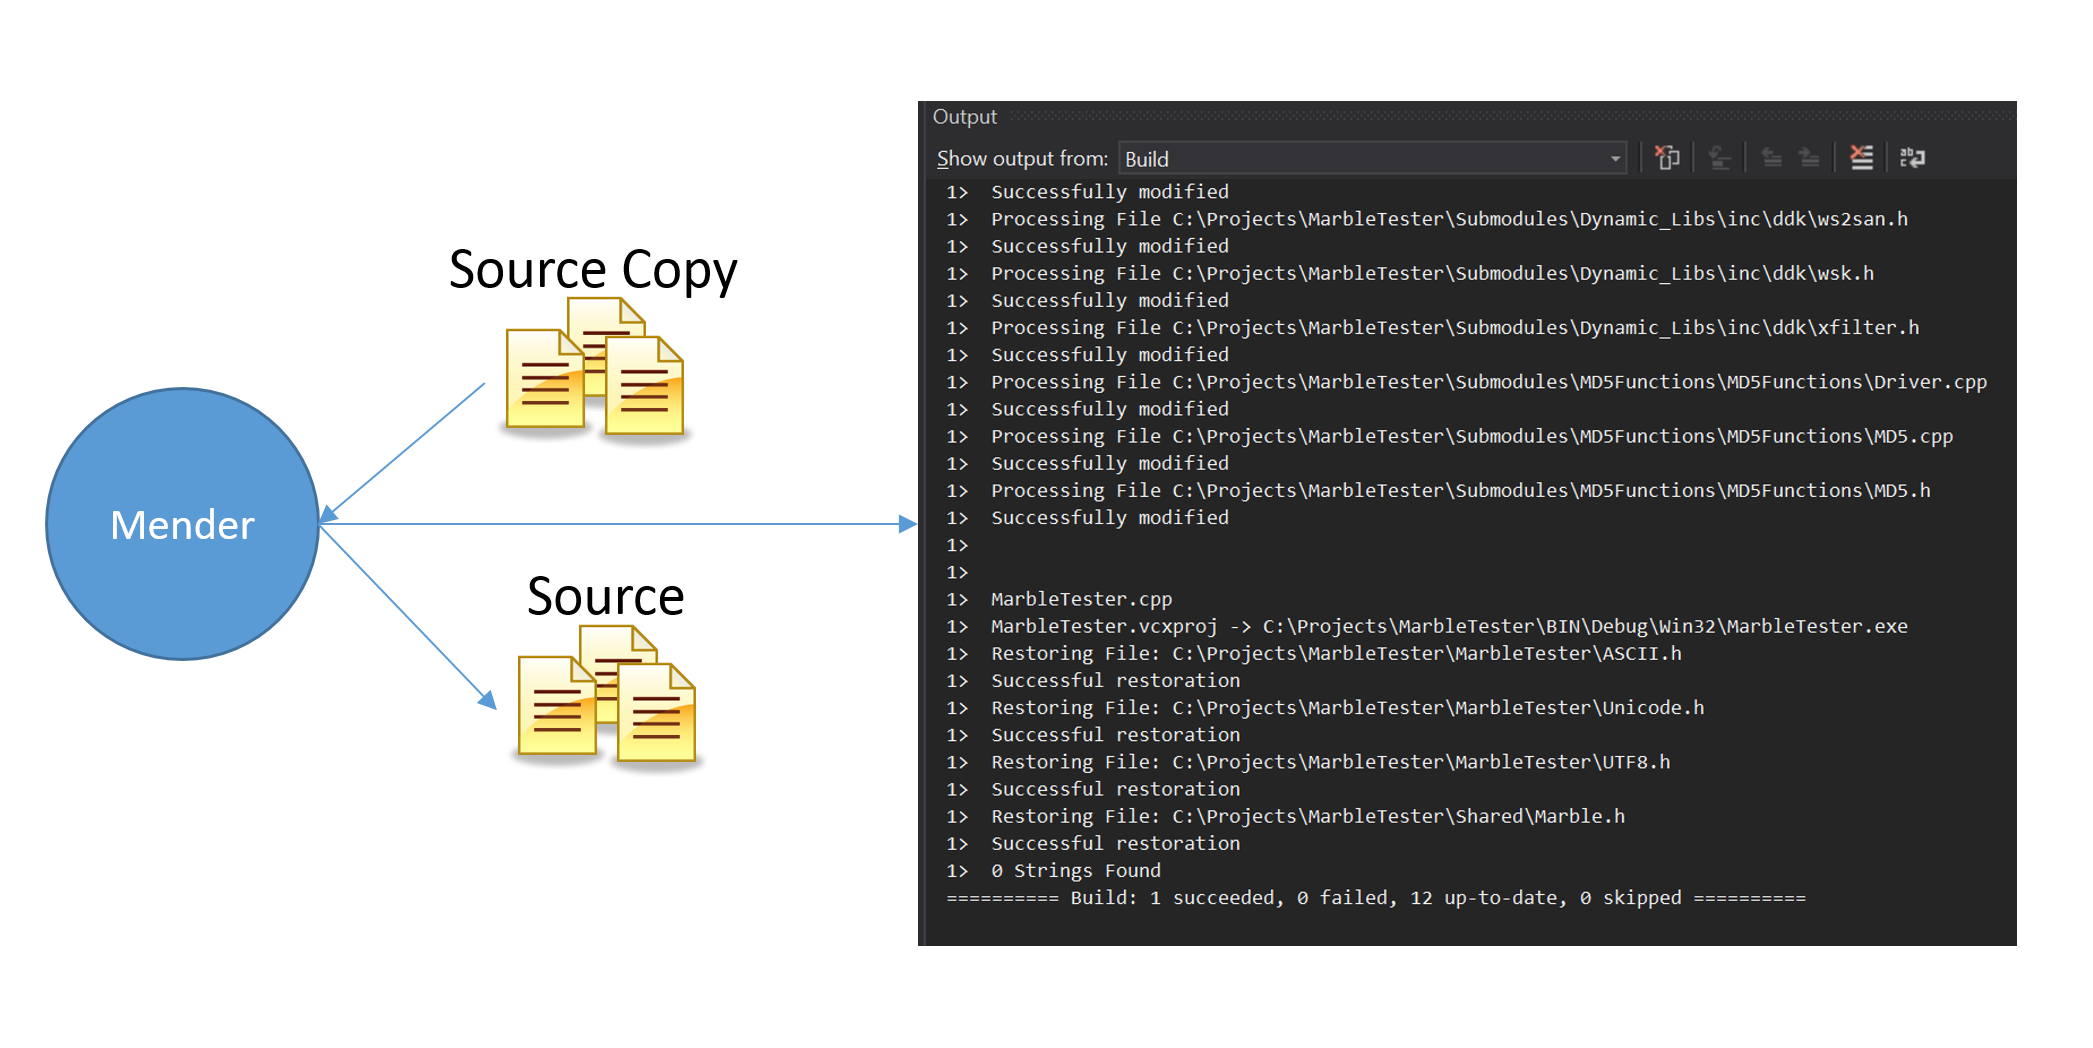 Source Copy
Mender
Source
Output
Show output from: Build
1> Successfully modified
1> Processing File C:\Projects\MarbleTester\Submodules\Dynamic_Libs\inc\ddk\ws2san.h
1> Successfully modified
1> Processing File C:\Projects\MarbleTester\Submodules\Dynamic_Libs\inc\ddk\wsk.h
1> Successfully modified
1> Processing File C:\Projects\MarbleTester\Submodules\Dynamic_Libs\inc\ddk\xfilter.h
1> Successfully modified
1> Processing File C:\Projects\MarbleTester\Submodules\MD5Functions\MD5Functions\Driver.cpp
1> Successfully modified
1> Processing File C:\Projects\MarbleTester\Submodules\MD5Functions\MD5Functions\MD5.cpp
1> Successfully modified
1> Processing File C:\Projects\MarbleTester\Submodules\MD5Functions\MD5Functions\MD5.h
1> Successfully modified
1>
1>
1> MarbleTester.cpp
1> MarbleTester.vcxproj -> C:\Projects\MarbleTester\BIN\Debug\Win32\MarbleTester.exe
1> Restoring File: C:\Projects\MarbleTester\MarbleTester\ASCII.h
1> Successful restoration
1> Restoring File: C:\Projects\MarbleTester\MarbleTester\Unicode.h
1> Successful restoration
1> Restoring File: C:\Projects\MarbleTester\MarbleTester\UTF8.h
1> Successful restoration
1> Restoring File: C:\Projects\MarbleTester\Shared\Marble.h
1> Successful restoration
1> 0 Strings Found
========== Build: 1 succeeded, 0 failed, 12 up-to-date, 0 skipped ==========